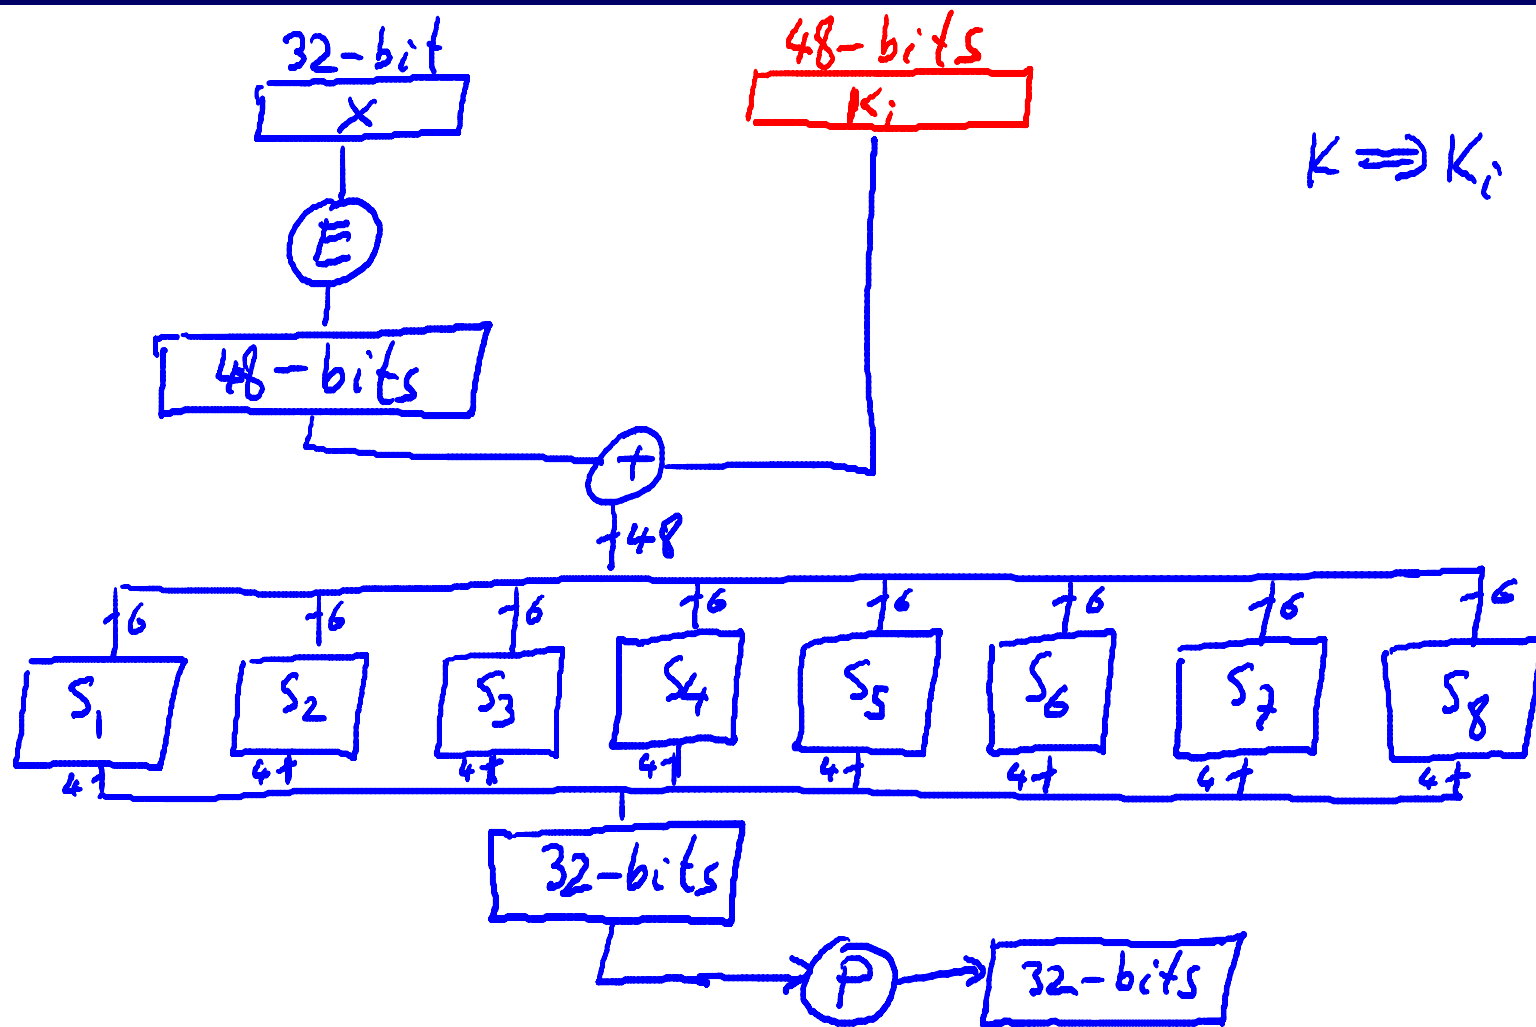 32-bit
48-bits
X
Ki
K ⇒ Ki
E
48-bits
+
48
6 6 6 6 6 6 6 6
S1 S2 S3 S4 S5 S6 S7 S8
4 4 4 4 4 4 4 4
32-bits
P
32-bits